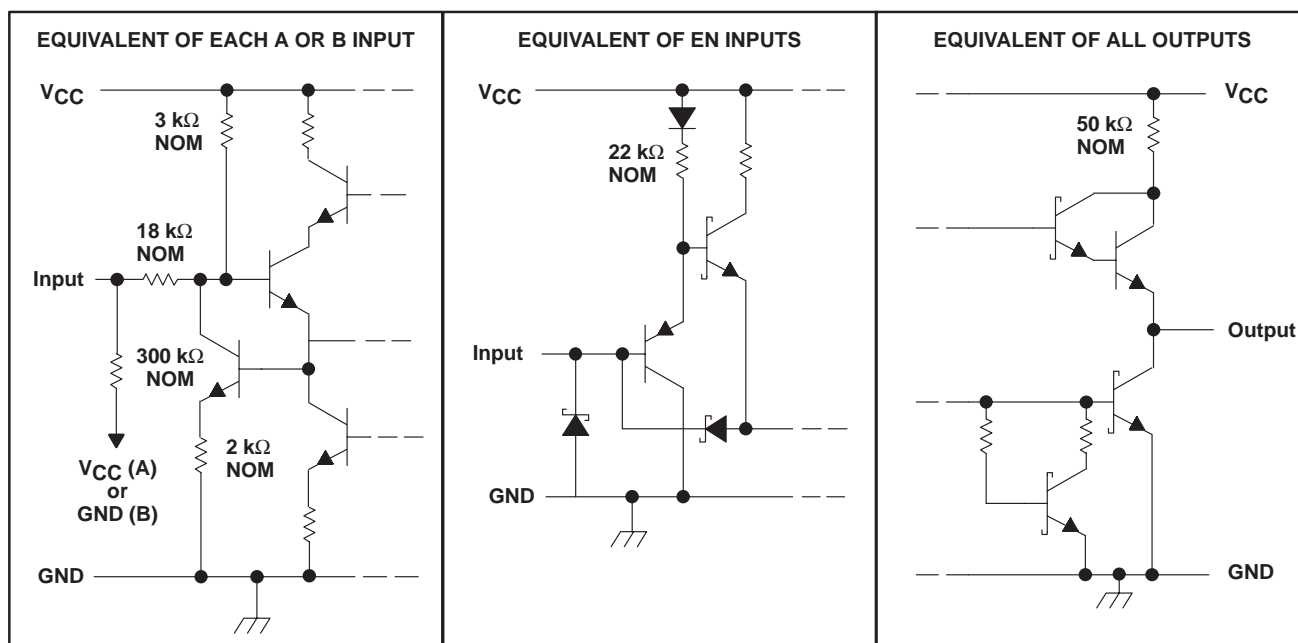 EQUIVALENT OF EACH A OR B INPUT
VCC
3 kΩ
NOM
18 kΩ
NOM
Input
300 kΩ
NOM
2 kΩ
NOM
VCC (A)
or
GND (B)
GND
EQUIVALENT OF EN INPUTS
VCC
22 kΩ
NOM
Input
GND
EQUIVALENT OF ALL OUTPUTS
VCC
50 kΩ
NOM
Output
GND